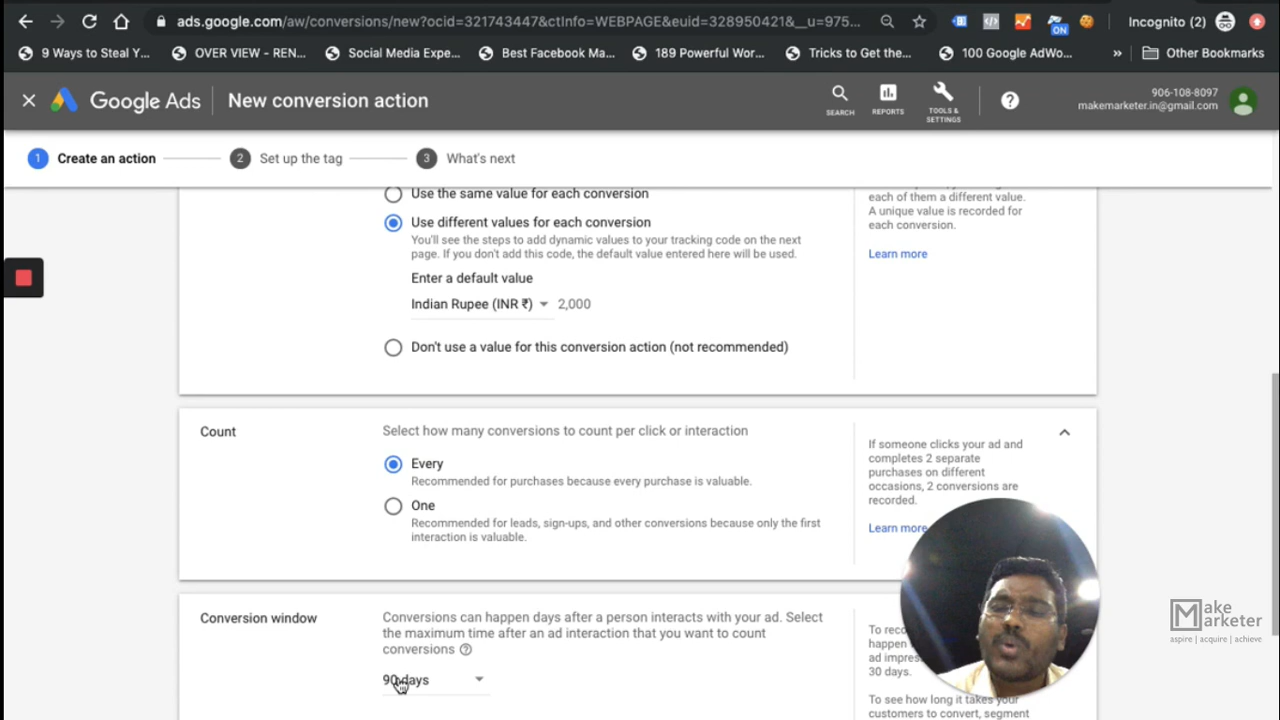 ads.google.com/aw/conversions/new?ocid=321743447&ctInfo=WEBPAGE&euid=328950421&__u=975...
ON
Incognito (2)
9 Ways to Steal Y...
OVER VIEW - REN...
Social Media Expe...
Best Facebook Ma...
189 Powerful Wor...
Tricks to Get the...
100 Google AdWo...
»
Other Bookmarks
Google Ads
New conversion action
SEARCH
REPORTS
TOOLS &
SETTINGS
906-108-8097
makemarketer.in@gmail.com
1 Create an action
2 Set up the tag
3 What's next
Use the same value for each conversion
Use different values for each conversion
You'll see the steps to add dynamic values to your tracking code on the next
page. If you don't add this code, the default value entered here will be used.
Enter a default value
Indian Rupee (INR ₹) 2,000
Don't use a value for this conversion action (not recommended)
each of them a different value.
A unique value is recorded for
each conversion.
Learn more
Count
Select how many conversions to count per click or interaction
Every
Recommended for purchases because every purchase is valuable.
One
Recommended for leads, sign-ups, and other conversions because only the first
interaction is valuable.
If someone clicks your ad and
completes 2 separate
purchases on different
occasions, 2 conversions are
recorded.
Learn more
Conversion window
Conversions can happen days after a person interacts with your ad. Select
the maximum time after an ad interaction that you want to count
conversions
90 days
To
happen
ad impres
30 days.
To see how long it takes your
customers to convert, segment
Make
Marketer
aspire | acquire | achieve